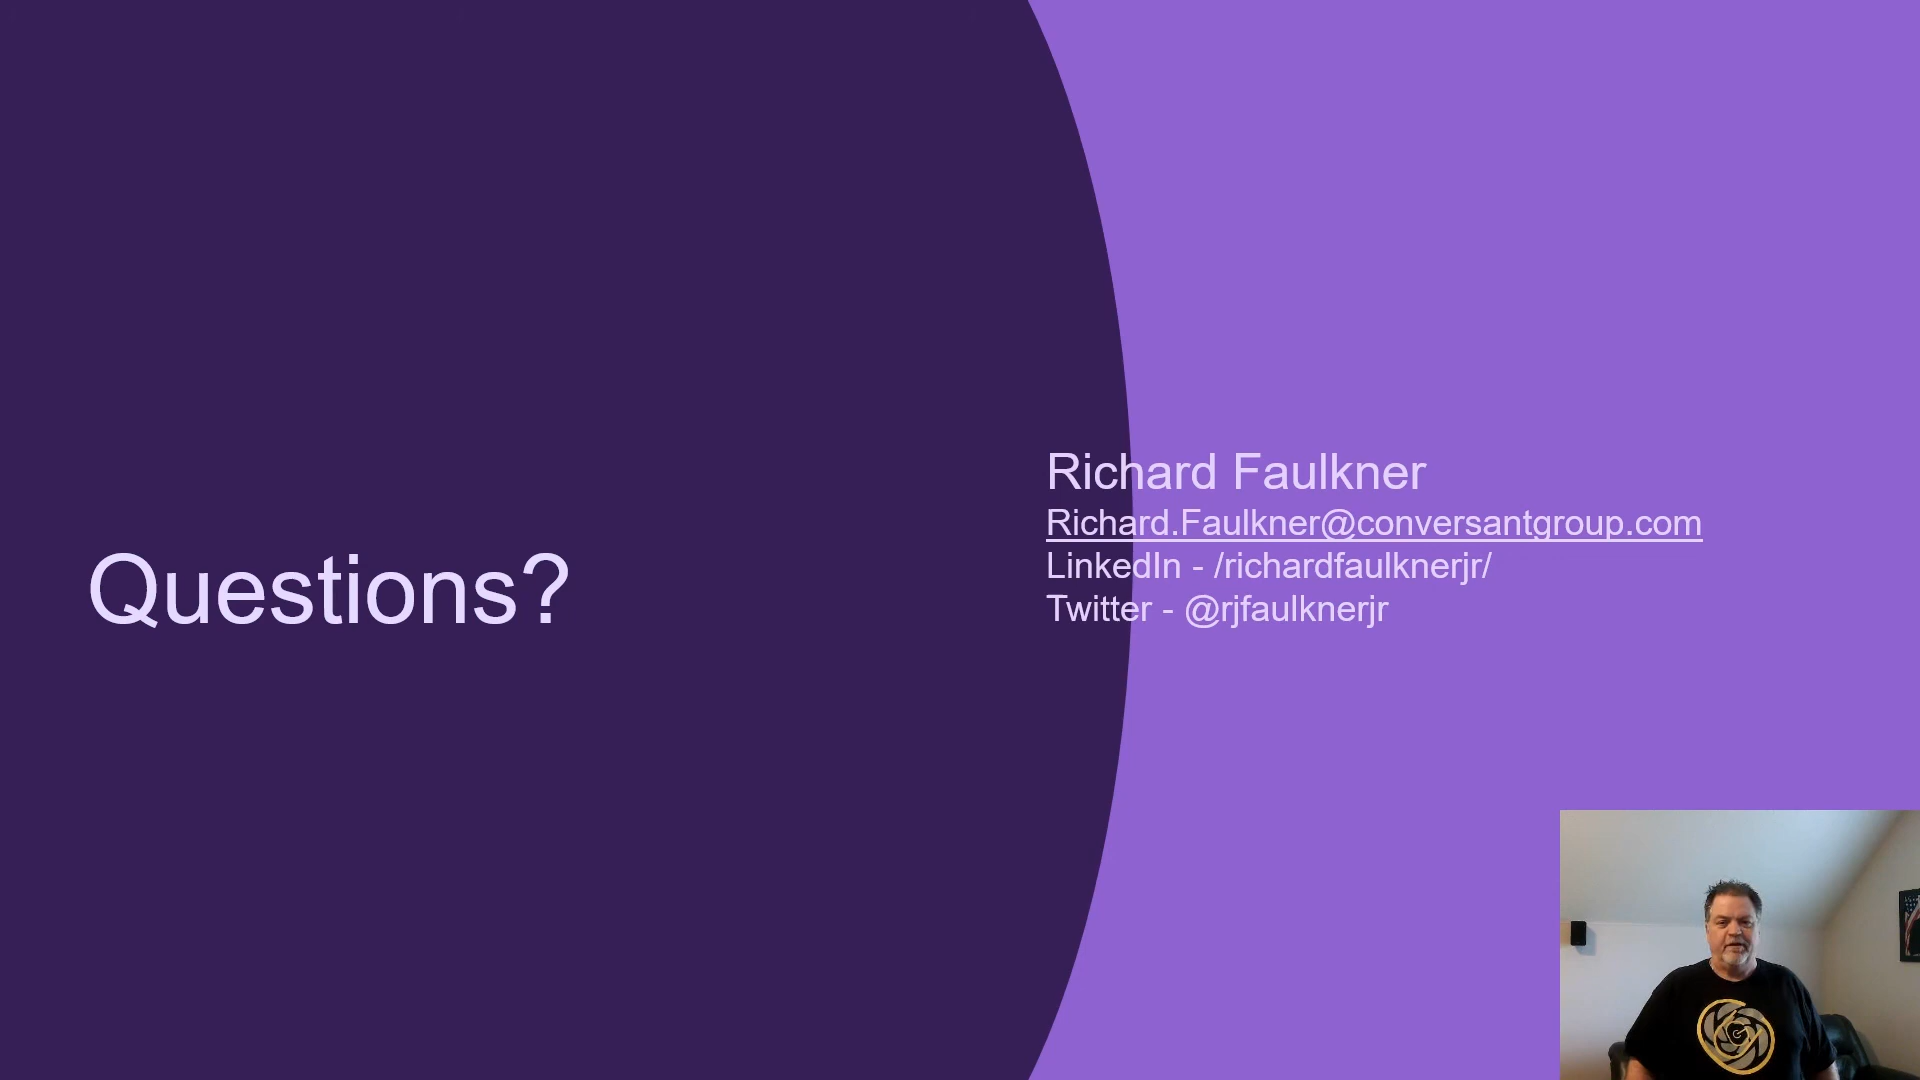 Questions?
Richard Faulkner
Richard.Faulkner@conversantgroup.com
LinkedIn - /richardfaulknerjr/
Twitter - @rjfaulknerjr